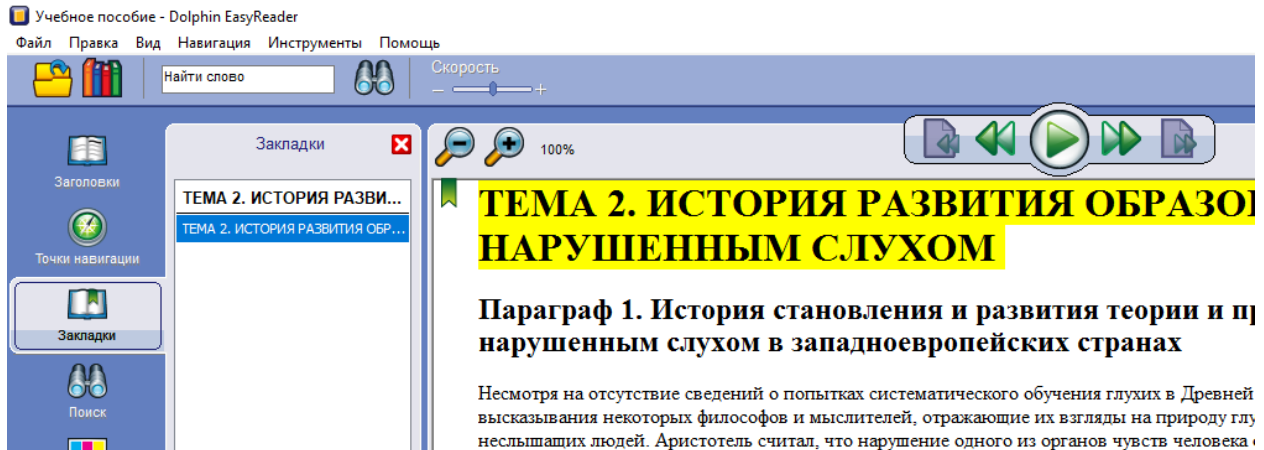 Учебное пособие - Dolphin EasyReader
Файл Правка Вид Навигация Инструменты Помощь
Найти слово
Скорость
Заголовки
Точки навигации
Закладки
Поиск
Закладки
ТЕМА 2. ИСТОРИЯ РАЗВИ...
ТЕМА 2. ИСТОРИЯ РАЗВИТИЯ ОБР...
100%
ТЕМА 2. ИСТОРИЯ РАЗВИТИЯ ОБРАЗО
НАРУШЕННЫМ СЛУХОМ
Параграф 1. История становления и развития теории и пр
нарушенным слухом в западноевропейских странах
Несмотря на отсутствие сведений о попытках систематического обучения глухих в Древней
высказывания некоторых философов и мыслителей, отражающие их взгляды на природу глу
неслышащих людей. Аристотель считал, что нарушение одного из органов чувств человека